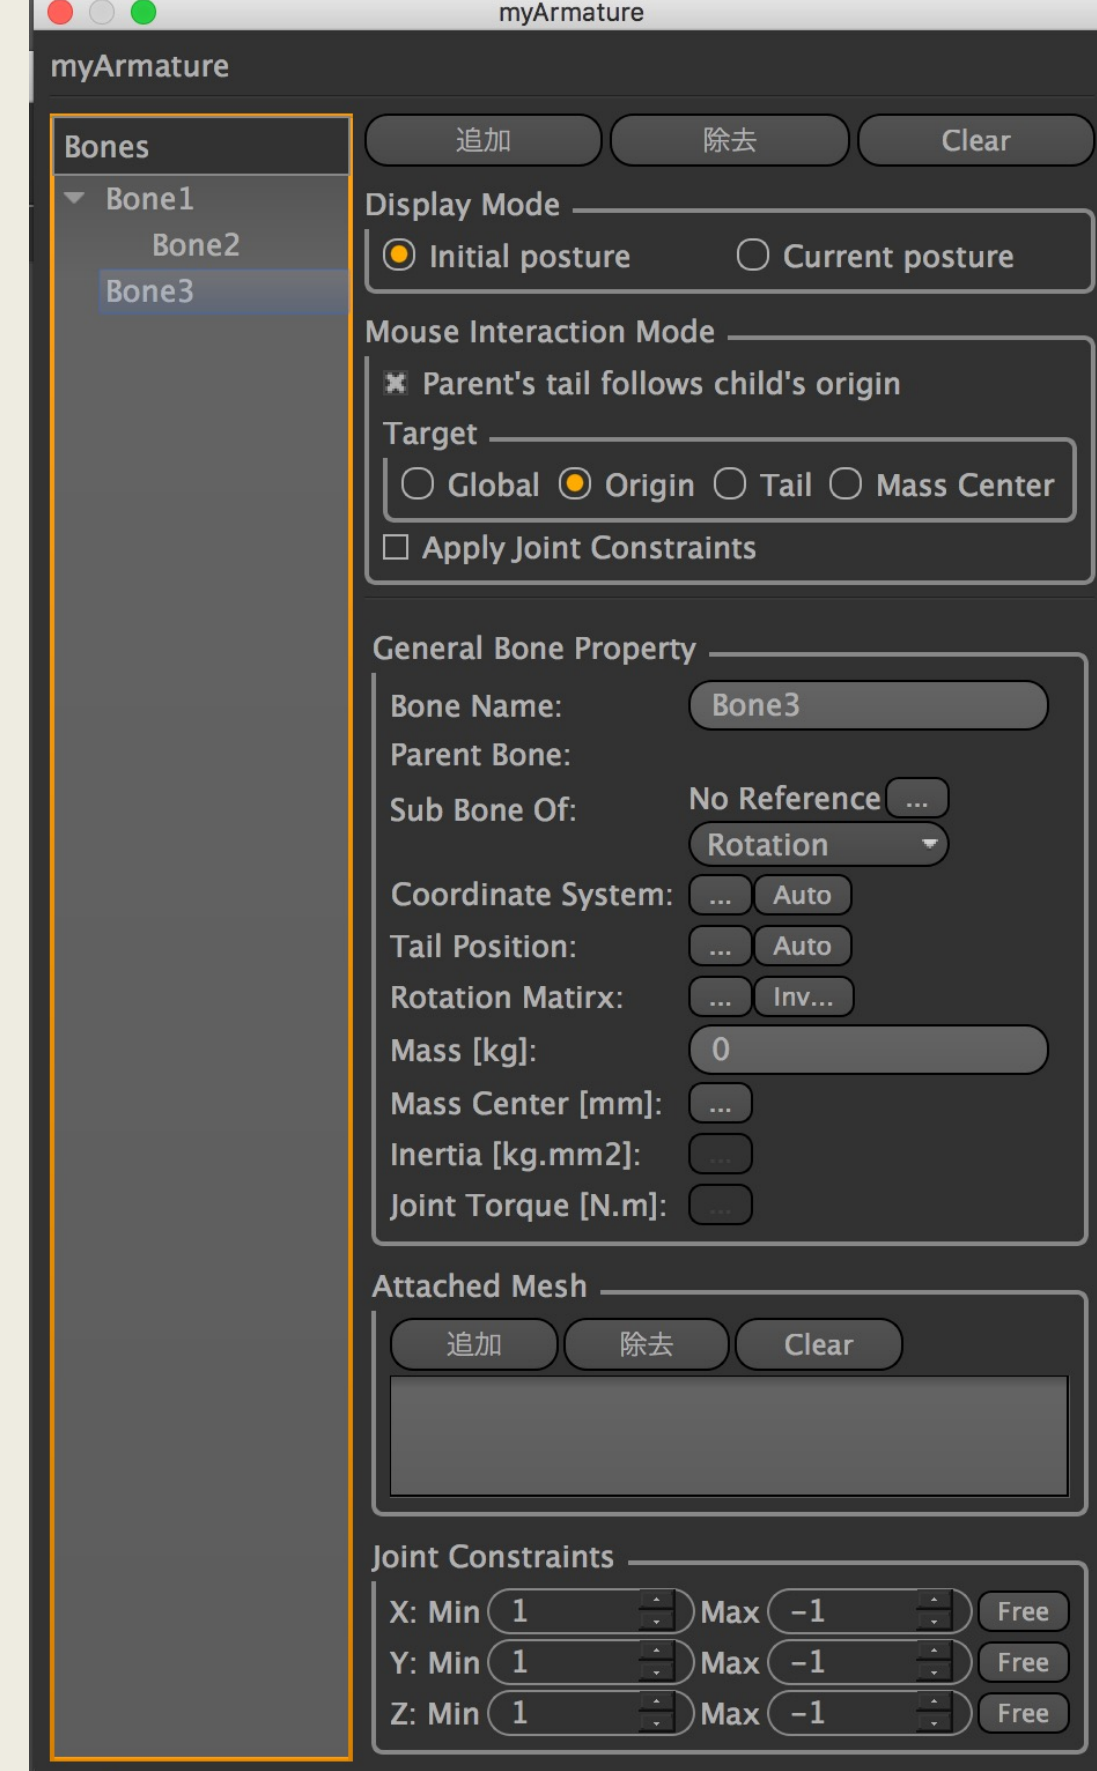 myArmature
myArmature
Bones
Bone1
Bone2
Bone3
追加 除去 Clear
Display Mode
Initial posture Current posture
Mouse Interaction Mode
Parent's tail follows child's origin
Target
Global Origin Tail Mass Center
Apply Joint Constraints
General Bone Property
Bone Name: Bone3
Parent Bone:
Sub Bone Of: No Reference ...
Rotation
Coordinate System: ... Auto
Tail Position: ... Auto
Rotation Matirx: ... Inv...
Mass [kg]: 0
Mass Center [mm]: ...
Inertia [kg.mm2]: ...
Joint Torque [N.m]: ...
Attached Mesh
追加 除去 Clear
Joint Constraints
X: Min 1 Max -1 Free
Y: Min 1 Max -1 Free
Z: Min 1 Max -1 Free